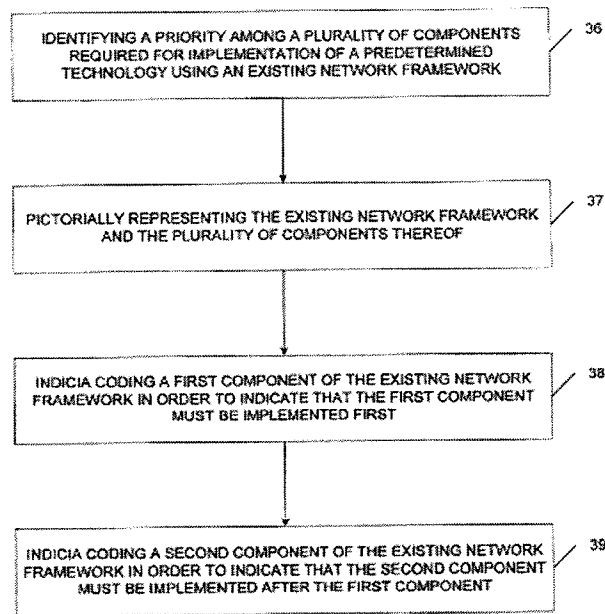 IDENTIFYING A PRIORITY AMONG A PLURALITY OF COMPONENTS
REQUIRED FOR IMPLEMENTATION OF A PREDETERMINED
TECHNOLOGY USING AN EXISTING NETWORK FRAMEWORK
36
PICTORIALLY REPRESENTING THE EXISTING NETWORK FRAMEWORK
AND THE PLURALITY OF COMPONENTS THEREOF
37
INDICIA CODING A FIRST COMPONENT OF THE EXISTING NETWORK
FRAMEWORK IN ORDER TO INDICATE THAT THE FIRST COMPONENT
MUST BE IMPLEMENTED FIRST
38
INDICIA CODING A SECOND COMPONENT OF THE EXISTING NETWORK
FRAMEWORK IN ORDER TO INDICATE THAT THE SECOND COMPONENT
MUST BE IMPLEMENTED AFTER THE FIRST COMPONENT
39